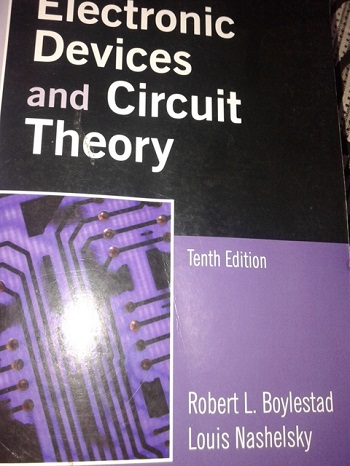 Electronic
Devices
and Circuit
Theory
Tenth Edition
Robert L. Boylestad
Louis Nashelsky